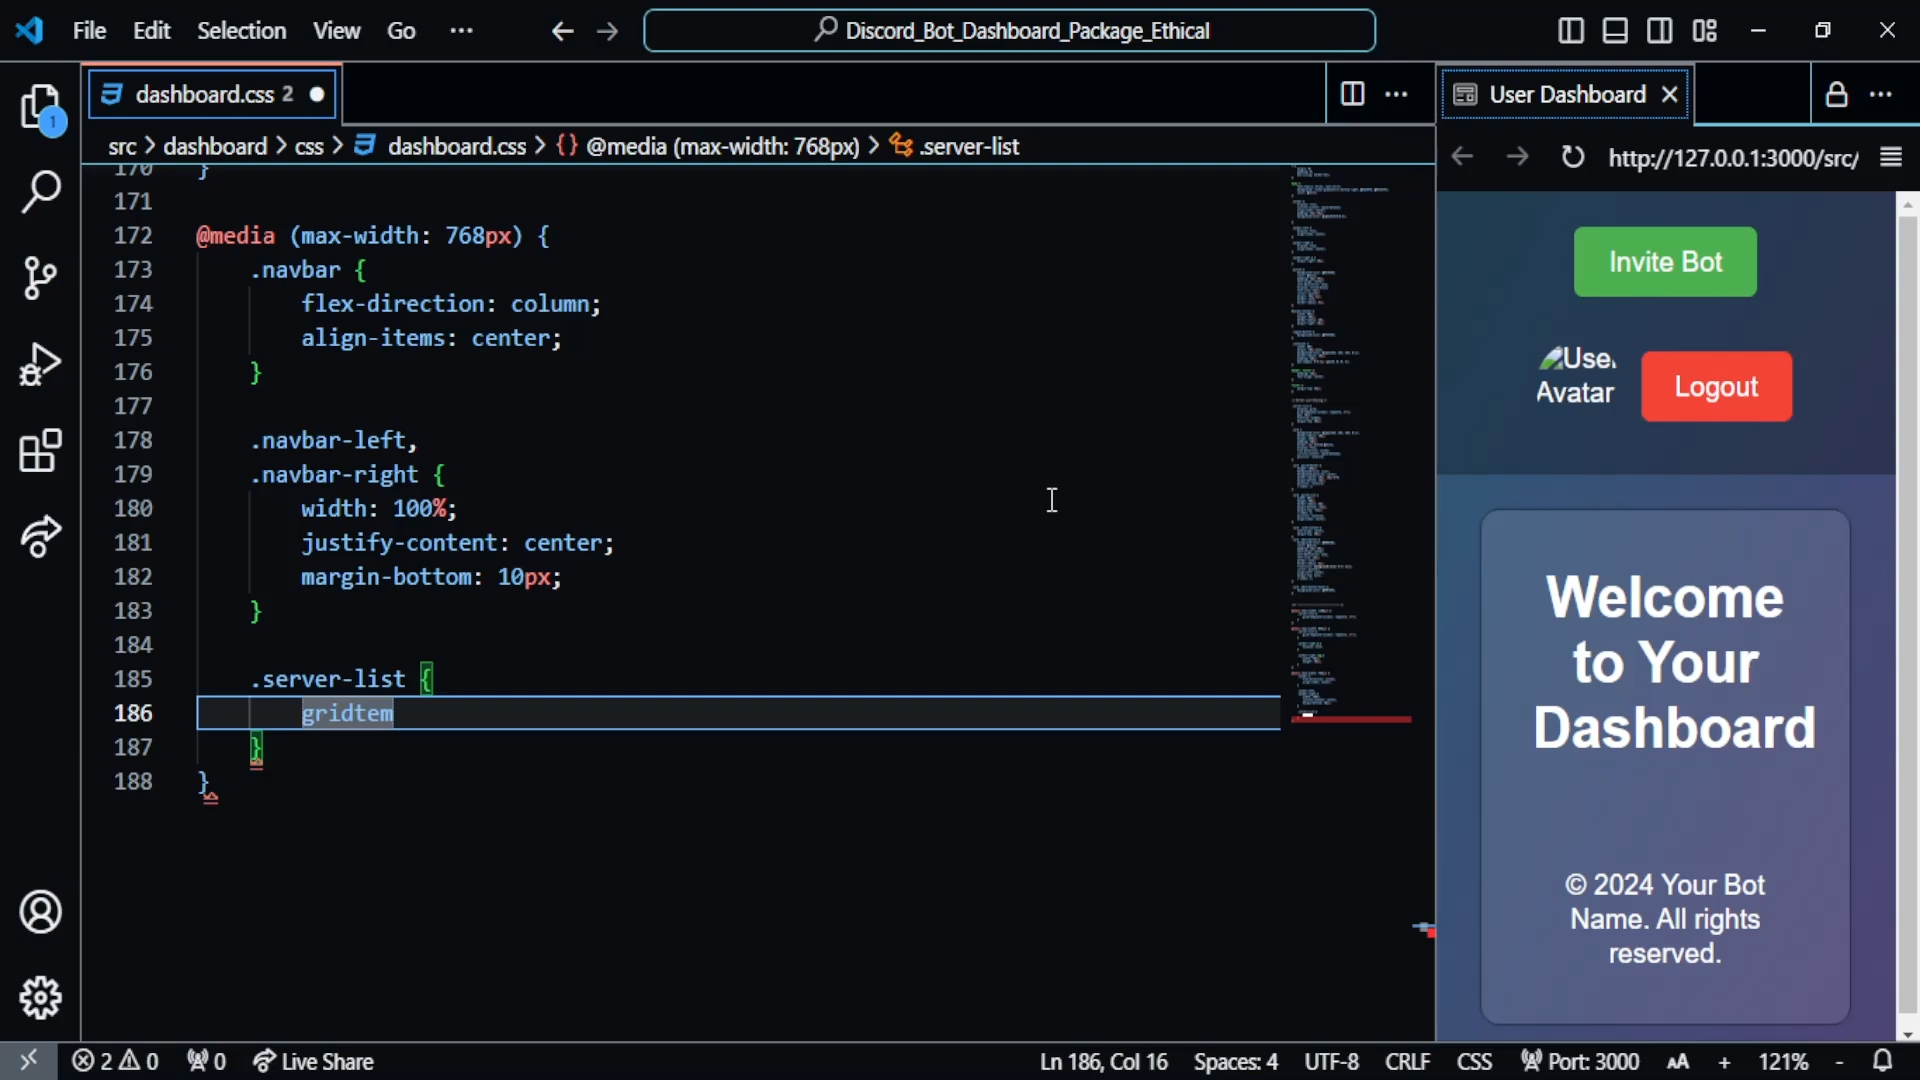 File Edit Selection View Go ··· Discord_Bot_Dashboard_Package_Ethical
dashboard.css 2
User Dashboard
src > dashboard > css > dashboard.css > {} @media (max-width: 768px) > .server-list
http://127.0.0.1:3000/src/
170 }
171
172 @media (max-width: 768px) {
173 .navbar {
174 flex-direction: column;
175 align-items: center;
176 }
177
178 .navbar-left,
179 .navbar-right {
180 width: 100%;
181 justify-content: center;
182 margin-bottom: 10px;
183 }
184
185 .server-list {
186 gridtem
187 }
188 }
1
Invite Bot
User
Avatar
Logout
Welcome
to Your
Dashboard
© 2024 Your Bot
Name. All rights
reserved.
2 0 0 Live Share Ln 186, Col 16 Spaces: 4 UTF-8 CRLF CSS Port: 3000 AA + 121% -